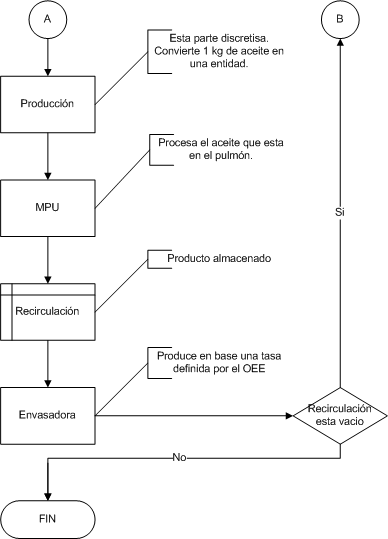 A
B
Esta parte discretisa.
Convierte 1 kg de aceite en
una entidad.
Producción
Procesa el aceite que esta
en el pulmón.
MPU
Si
Producto almacenado
Recirculación
Produce en base una tasa
definida por el OEE
Envasadora
Recirculación
esta vacio
No
FIN